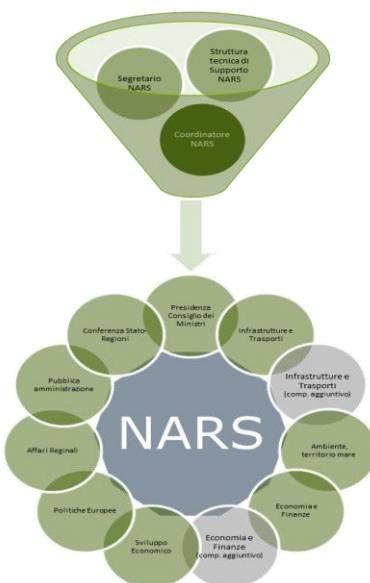 Struttura
tecnica di
Supporto
NARS
Segretario
NARS
Coordinatore
NARS
Presidenza
Consiglio dei
Ministri
Conferenza Stato-
Regioni
Infrastrutture e
Trasporti
Pubblica
amministrazione
Infrastrutture e
Trasporti
(comp. aggiuntivo)
NARS
Affari Reginali
Ambiente,
territorio mare
Politiche Europee
Economia e
Finanze
Sviluppo
Economico
Economia e
Finanze
(comp. aggiuntivo)